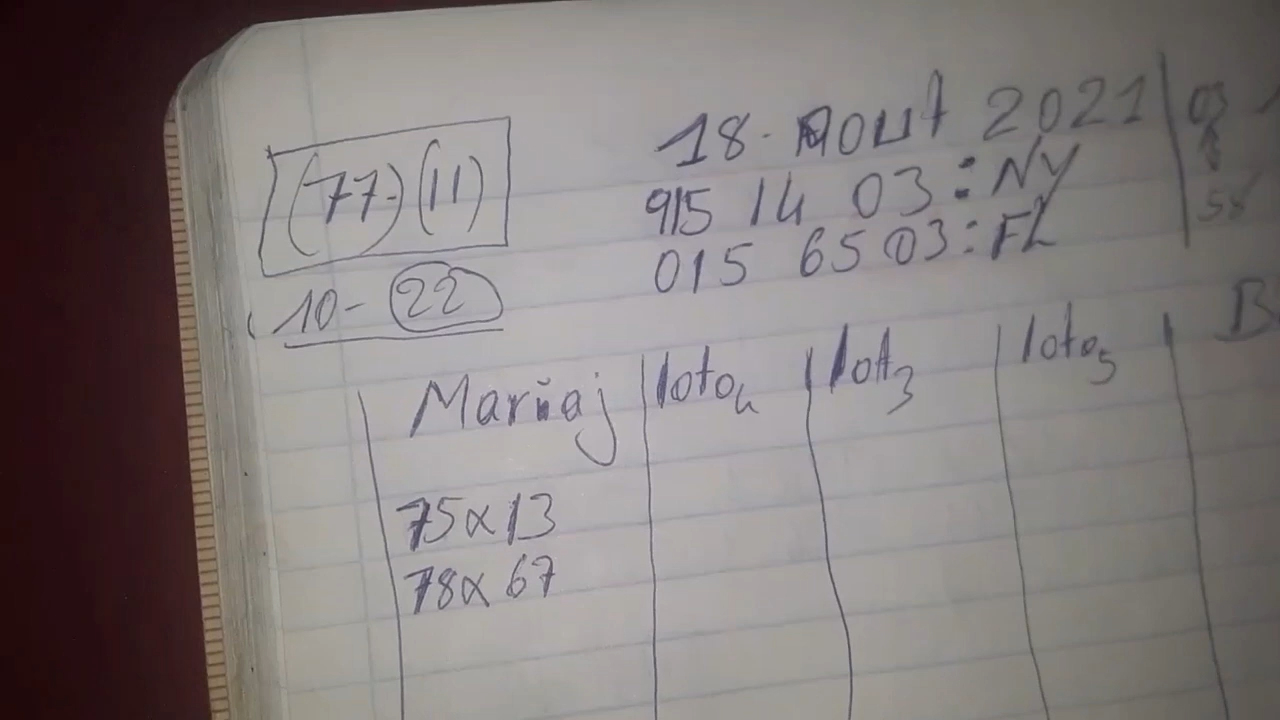 (77-) (11)
10- 22
18. Aout 2021
915 14 03: NY
015 65 03: FL
Mariaj
loto4
lot3
loto5
B
75x13
78x67
03